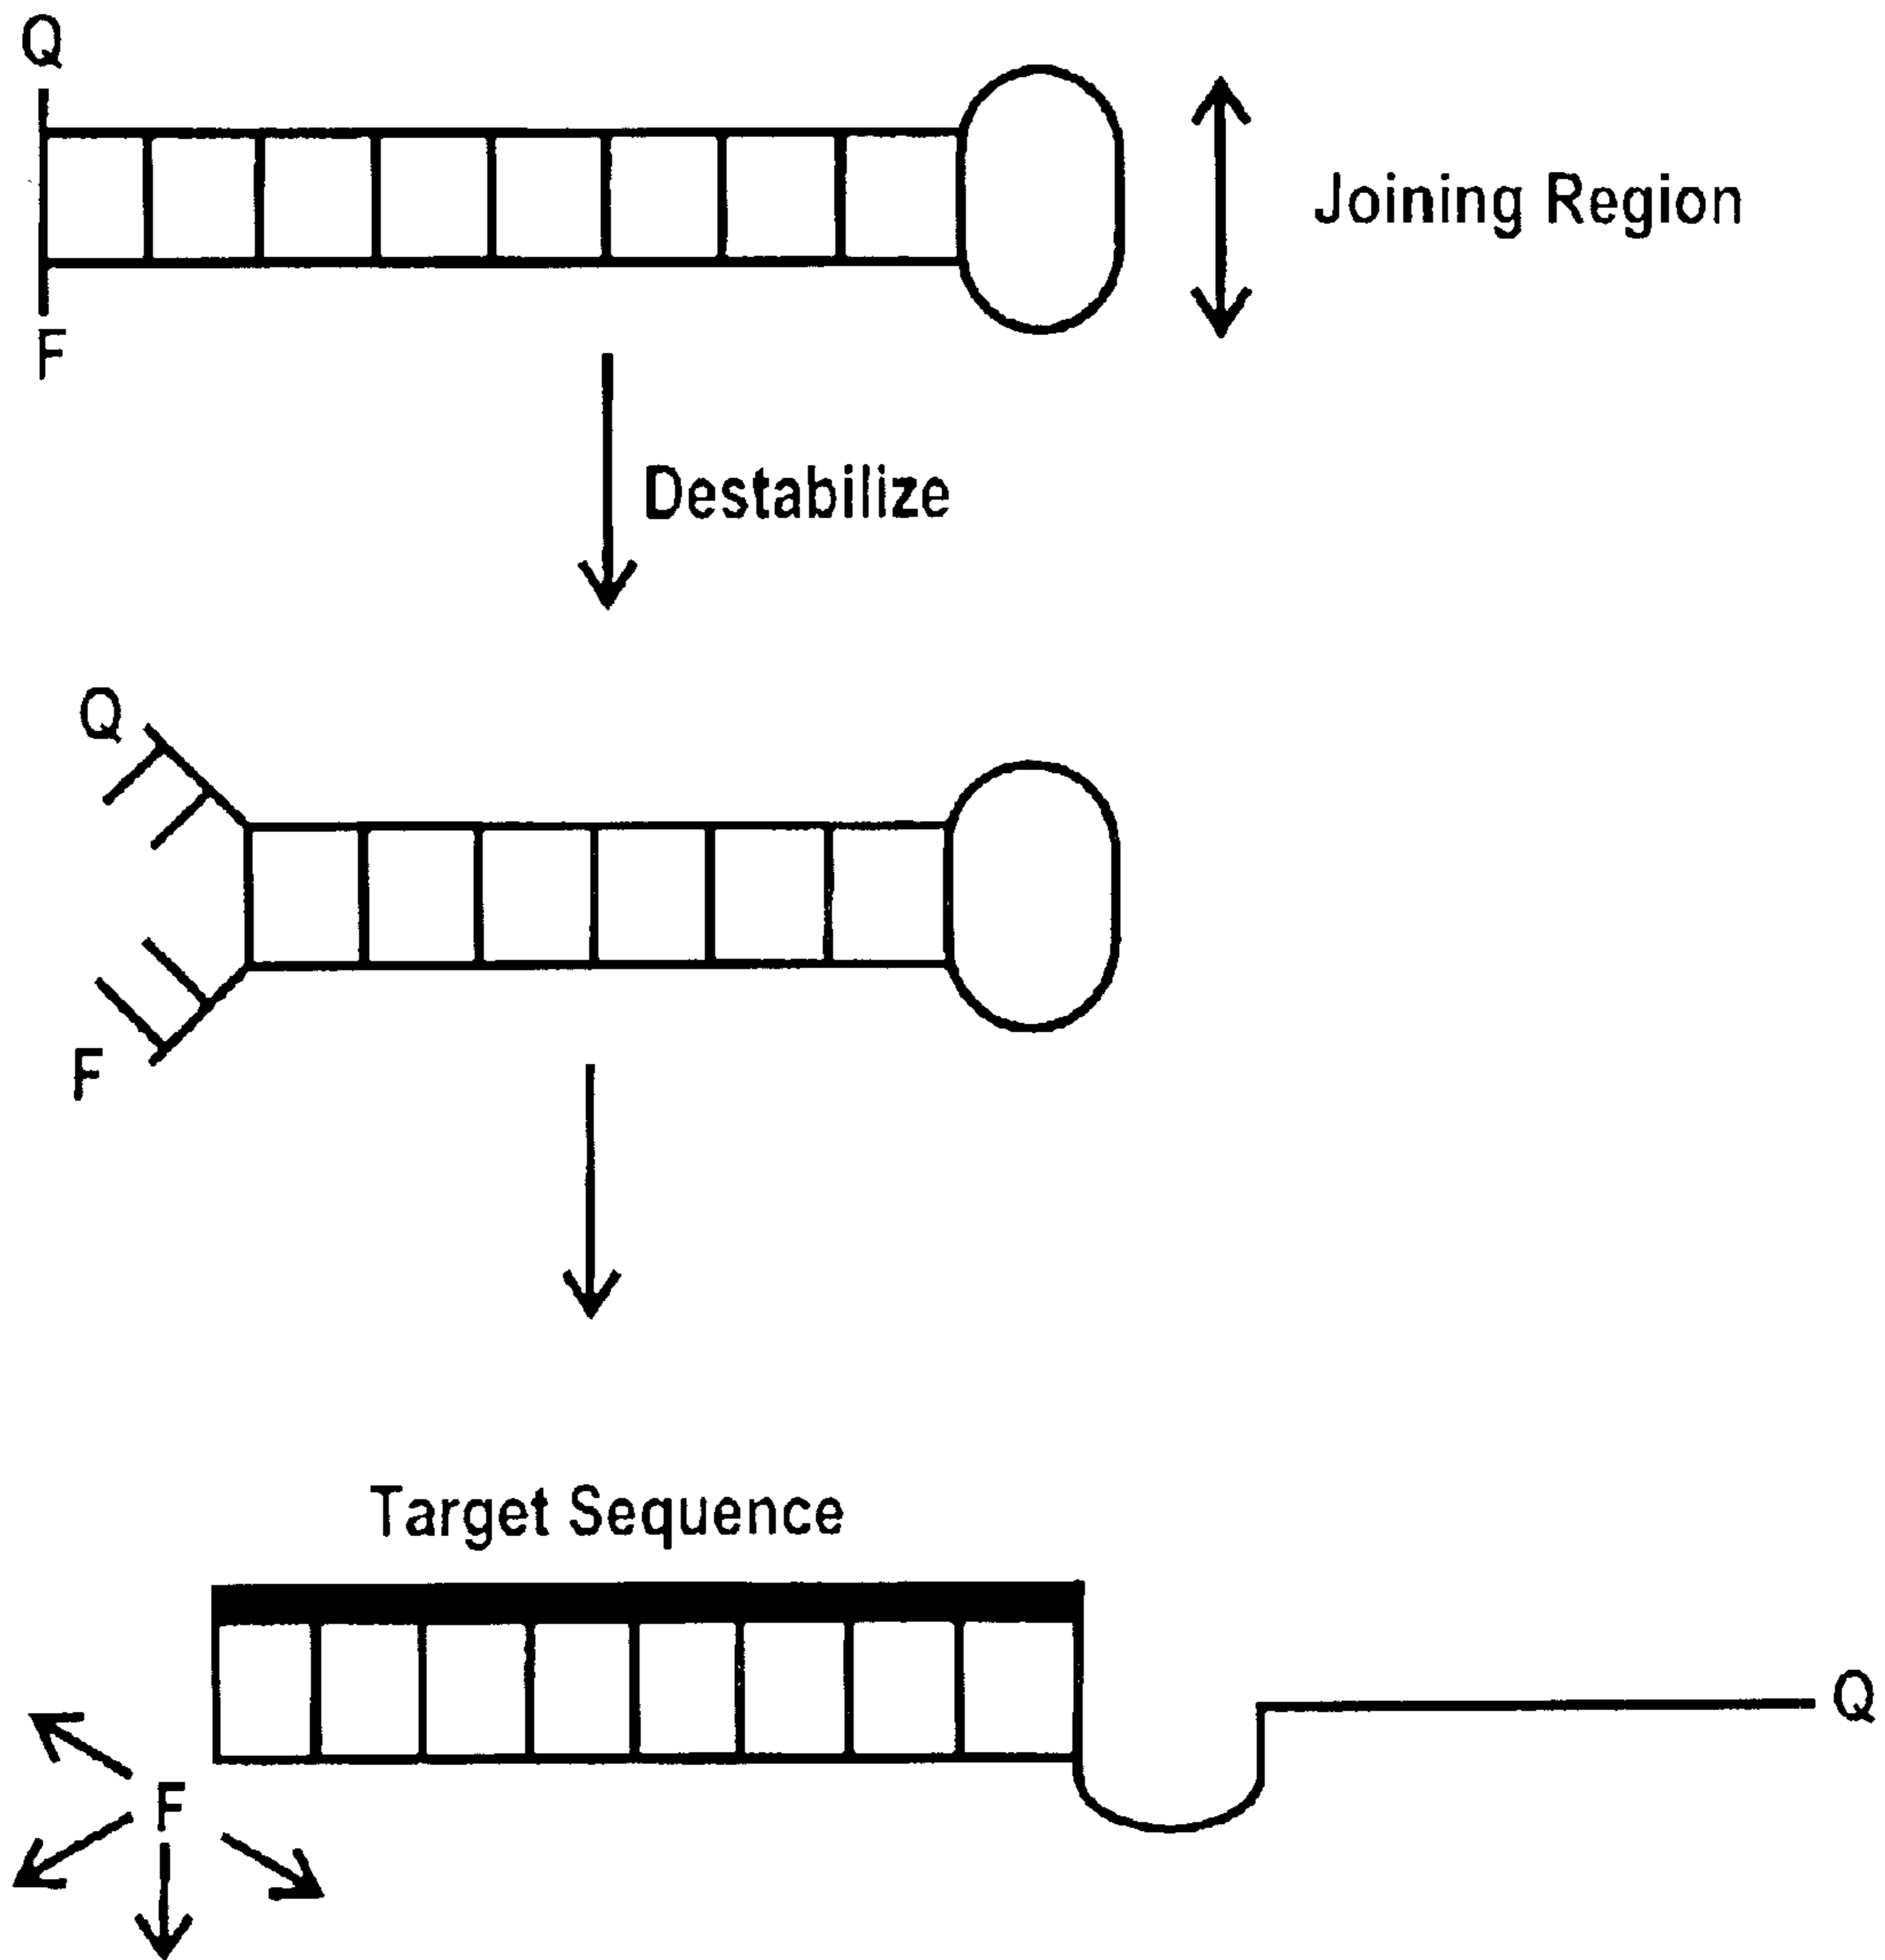 Q
Joining Region
F
Destabilize
Q
F
Target Sequence
Q
F